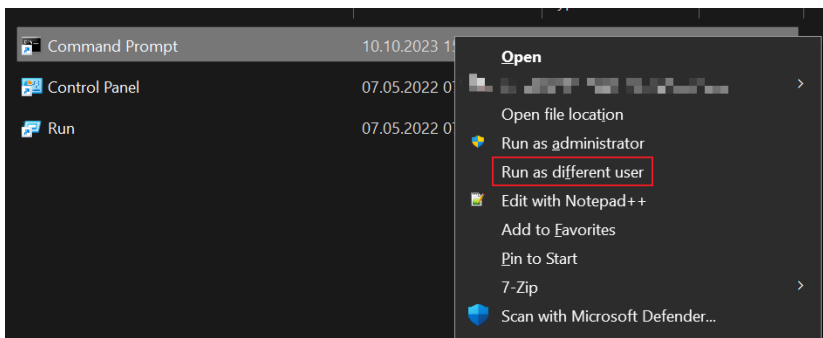 Command Prompt 10.10.2023 1
Control Panel 07.05.2022 0
Run 07.05.2022 0
Open
Open file location
Run as administrator
Run as different user
Edit with Notepad++
Add to Favorites
Pin to Start
7-Zip
Scan with Microsoft Defender...